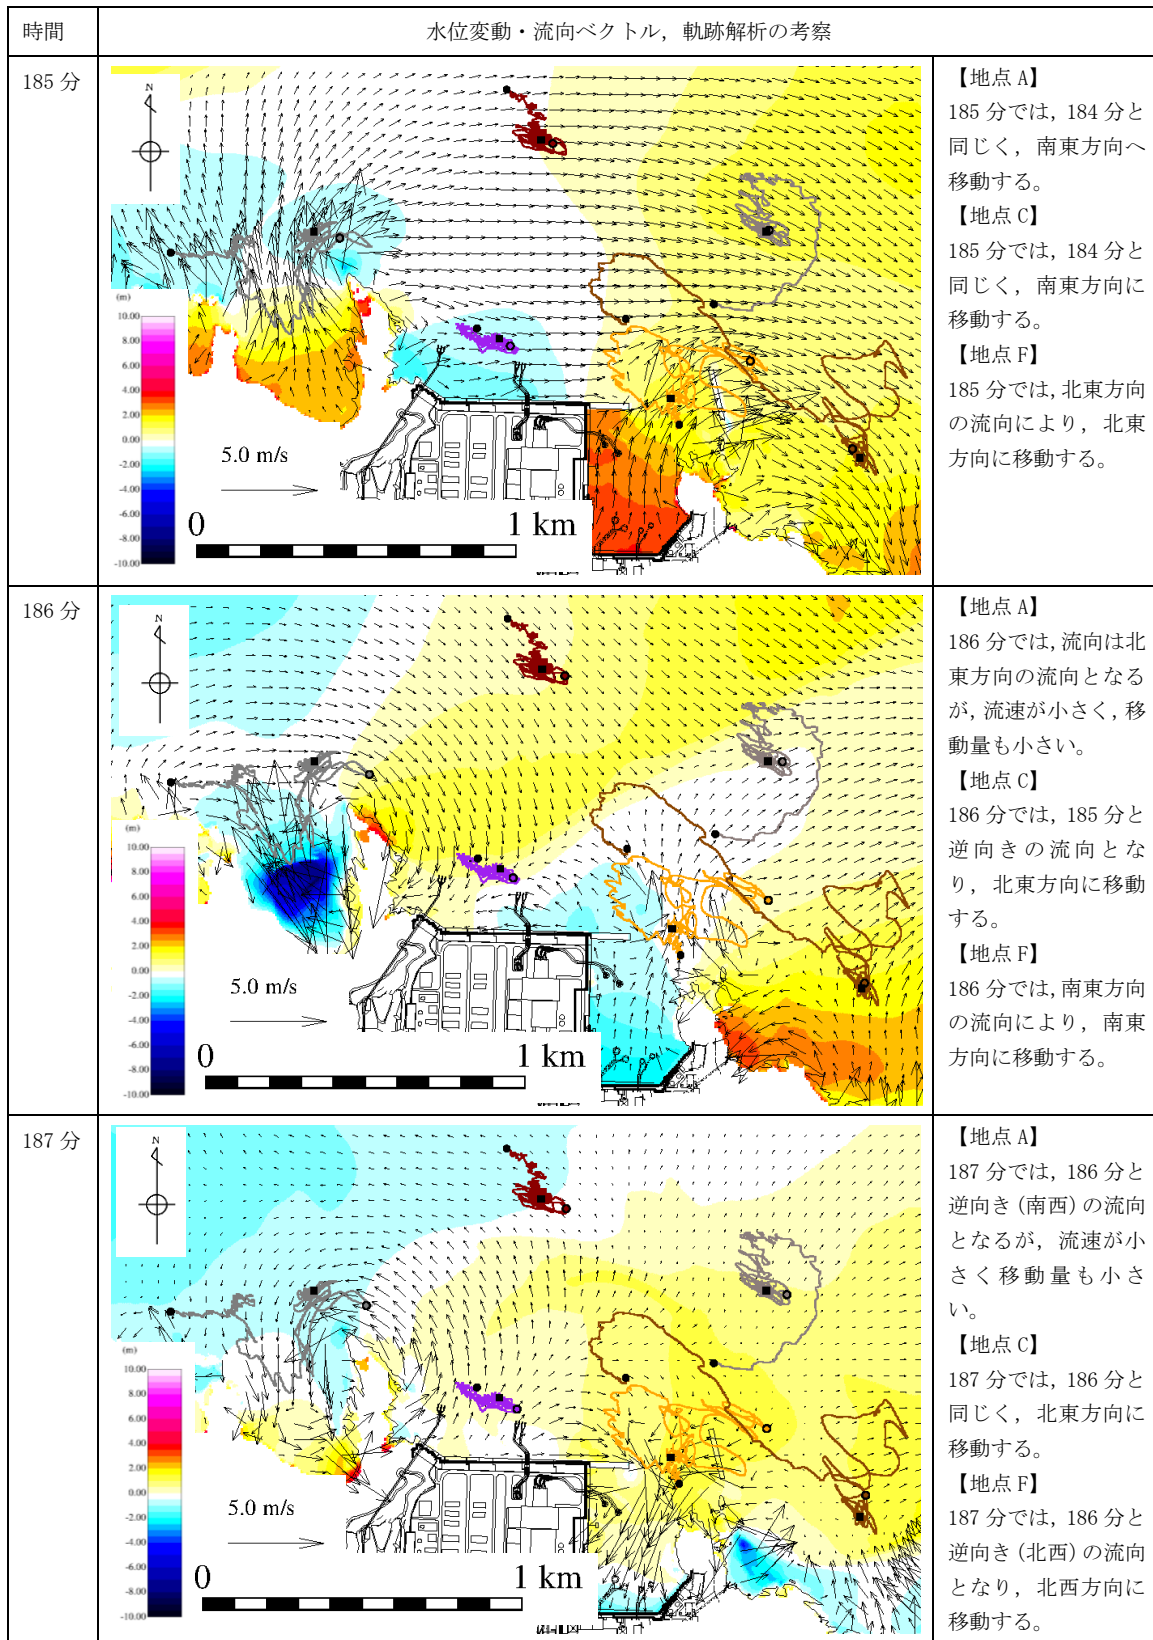 時間
水位変動・流向ベクトル，軌跡解析の考察
185 分
N
(m)
10.00
8.00
6.00
4.00
2.00
0.00
-2.00
-4.00
-6.00
-8.00
-10.00
5.0 m/s
0
1 km
【地点 A】
185 分では，184 分と
同じく，南東方向へ
移動する。
【地点 C】
185 分では，184 分と
同じく，南東方向に
移動する。
【地点 F】
185 分では，北東方向
の流向により，北東
方向に移動する。
186 分
N
(m)
10.00
8.00
6.00
4.00
2.00
0.00
-2.00
-4.00
-6.00
-8.00
-10.00
5.0 m/s
0
1 km
【地点 A】
186 分では，流向は北
東方向の流向となる
が，流速が小さく，移
動量も小さい。
【地点 C】
186 分では，185 分と
逆向きの流向とな
り，北東方向に移動
する。
【地点 F】
186 分では，南東方向
の流向により，南東
方向に移動する。
187 分
N
(m)
10.00
8.00
6.00
4.00
2.00
0.00
-2.00
-4.00
-6.00
-8.00
-10.00
5.0 m/s
0
1 km
【地点 A】
187 分では，186 分と
逆向き（南西）の流向
となるが，流速が小
さく移動量も小さ
い。
【地点 C】
187 分では，186 分と
同じく，北東方向に
移動する。
【地点 F】
187 分では，186 分と
逆向き（北西）の流向
となり，北西方向に
移動する。